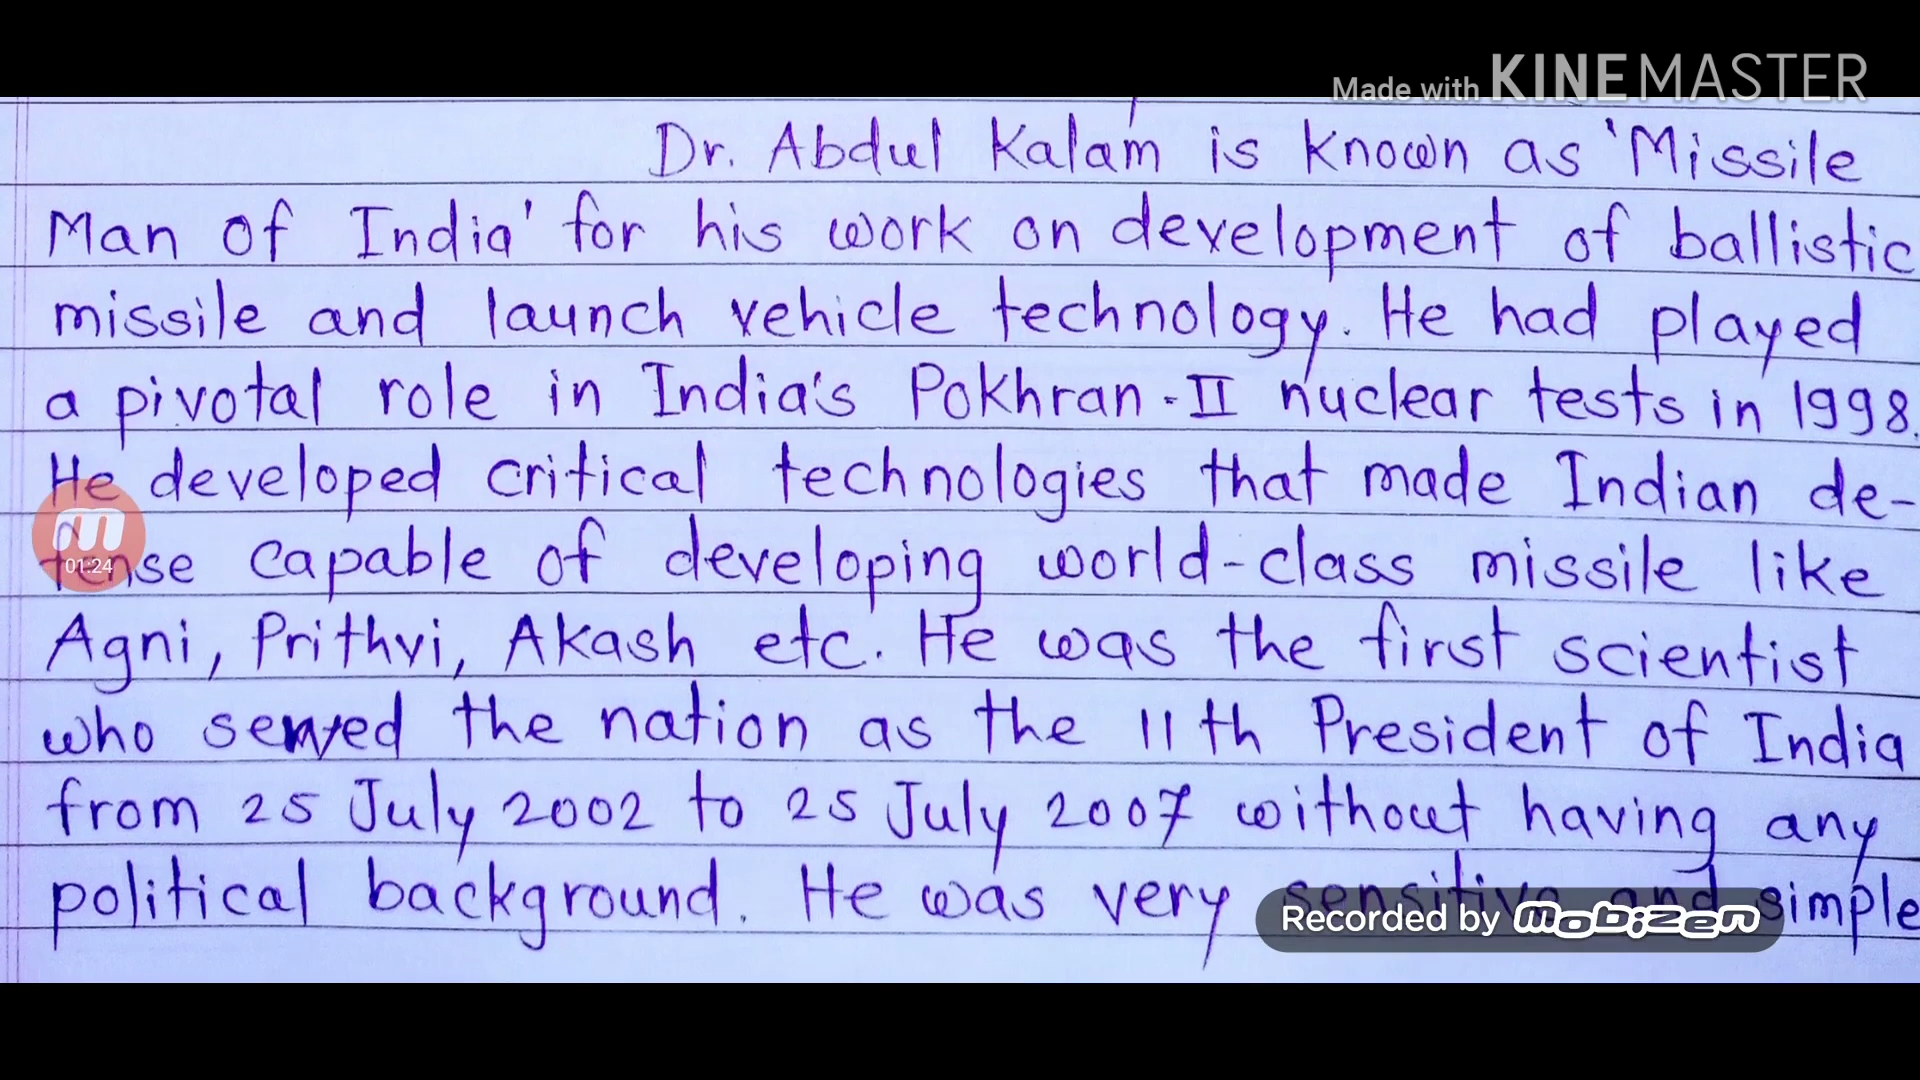 Made with KINEMASTER
Dr. Abdul Kalam is known as 'Missile
Man of India' for his work on development of ballistic
missile and launch vehicle technology. He had played
a pivotal role in India's Pokhran-II nuclear tests in 1998.
He developed critical technologies that made Indian de-
fense capable of developing world-class missile like
01:24
Agni, Prithvi, Akash etc. He was the first scientist
who served the nation as the 11th President of India
from 25 July 2002 to 25 July 2007 without having any
political background. He was very sensitive and simple
Recorded by mobizen